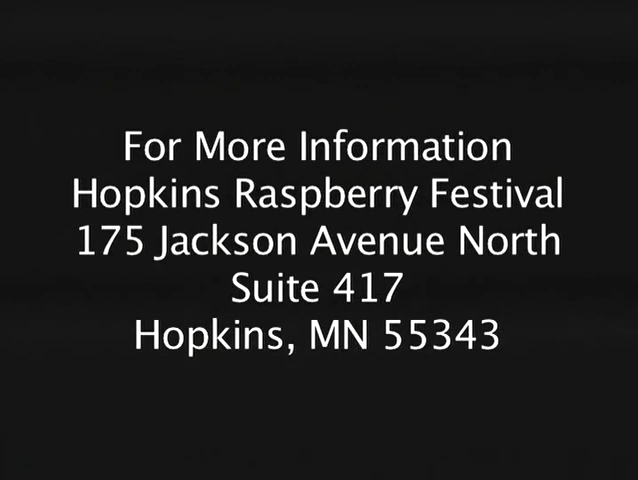 For More Information
Hopkins Raspberry Festival
175 Jackson Avenue North
Suite 417
Hopkins, MN 55343